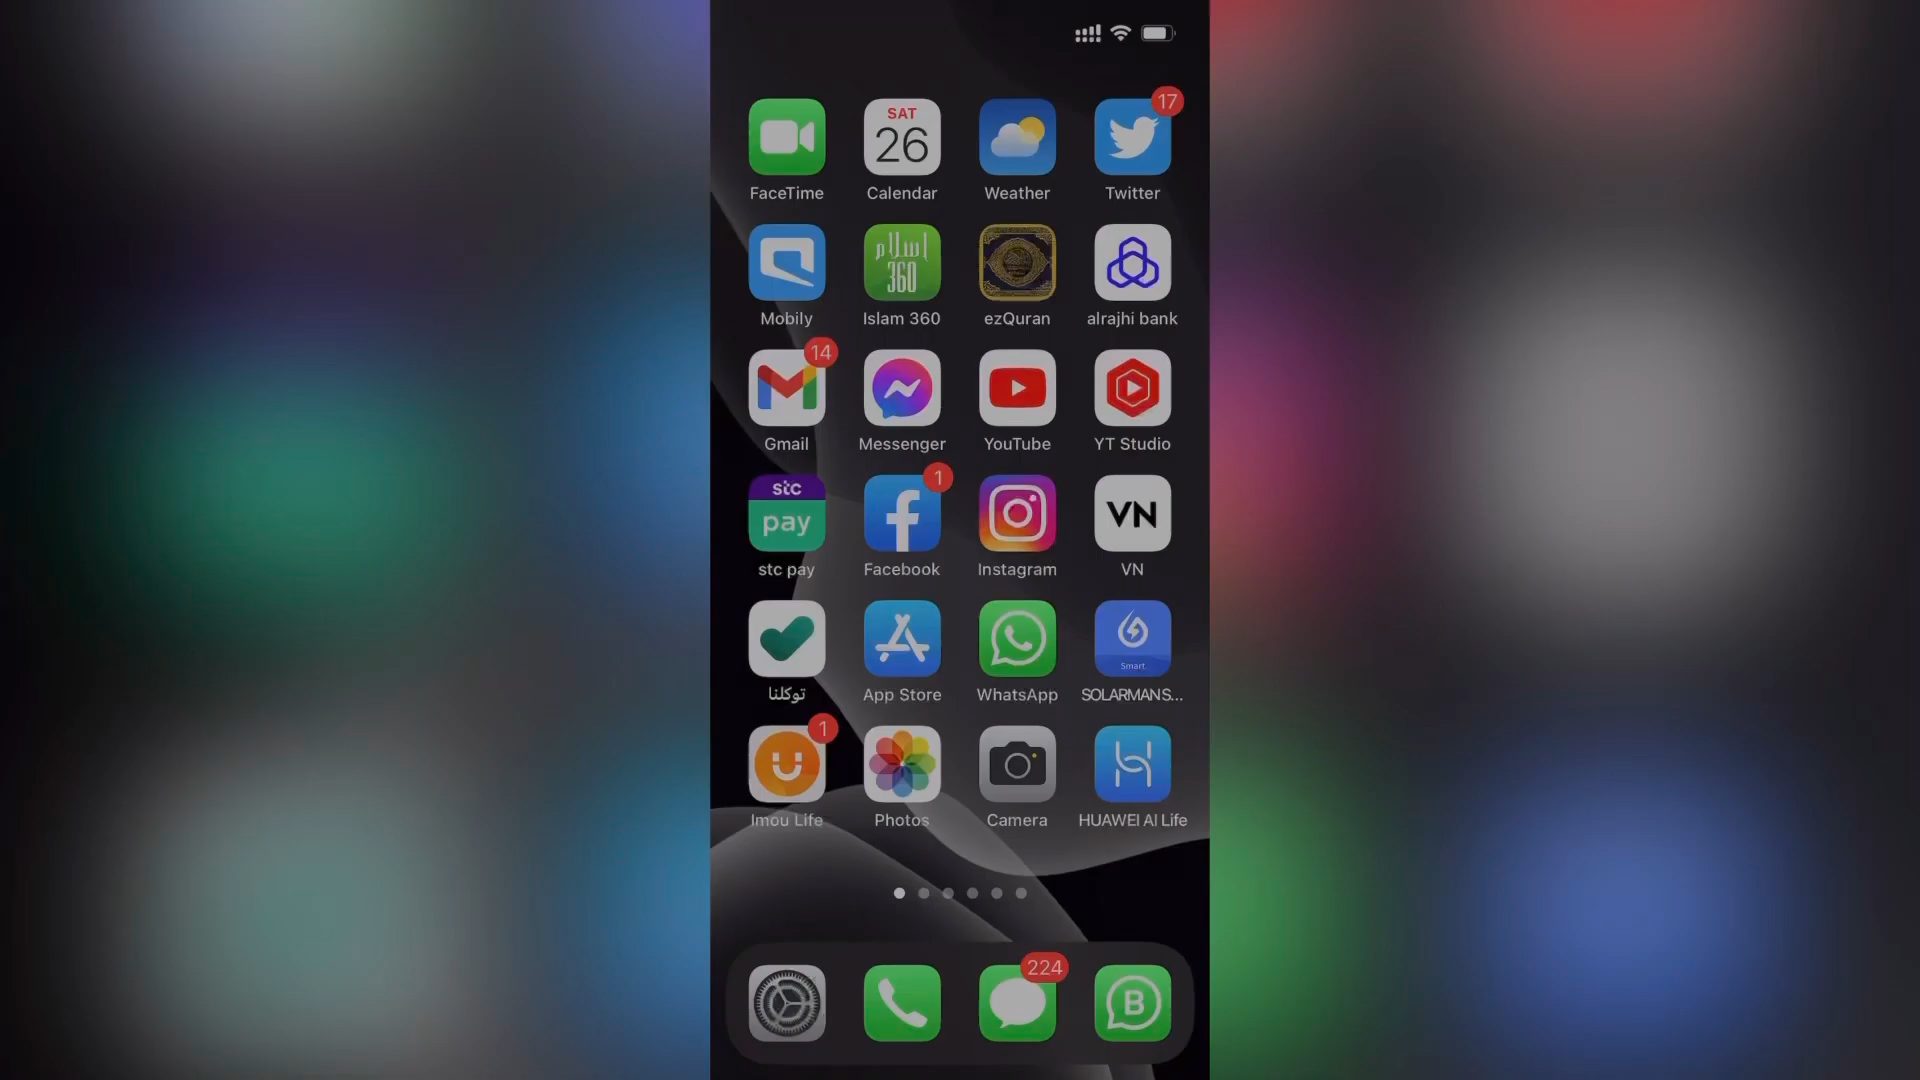 SAT
17
26
FaceTime
Calendar
Weather
Twitter
اسلام
360
Mobily
Islam 360
ezQuran
alrajhi bank
14
Gmail
Messenger
YouTube
YT Studio
stc
pay
1
VN
stc pay
Facebook
Instagram
VN
Smart
توكلنا
App Store
WhatsApp
SOLARMAN S...
1
Imou Life
Photos
Camera
HUAWEI AI Life
224
B